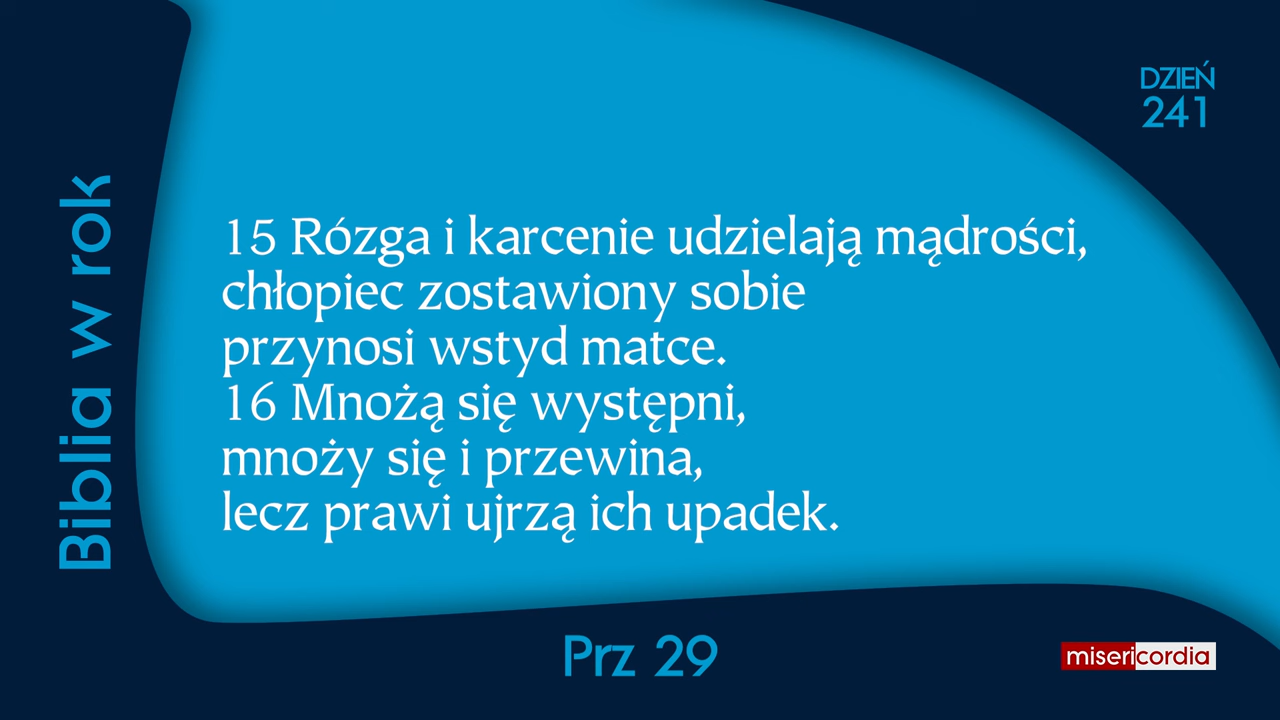 DZIEŃ
241
Biblia w rok
15 Rózga i karcenie udzielają mądrości,
chłopiec zostawiony sobie
przynosi wstyd matce.
16 Mnożą się występni,
mnoży się i przewina,
lecz prawi ujrzą ich upadek.
Prz 29
misericordia